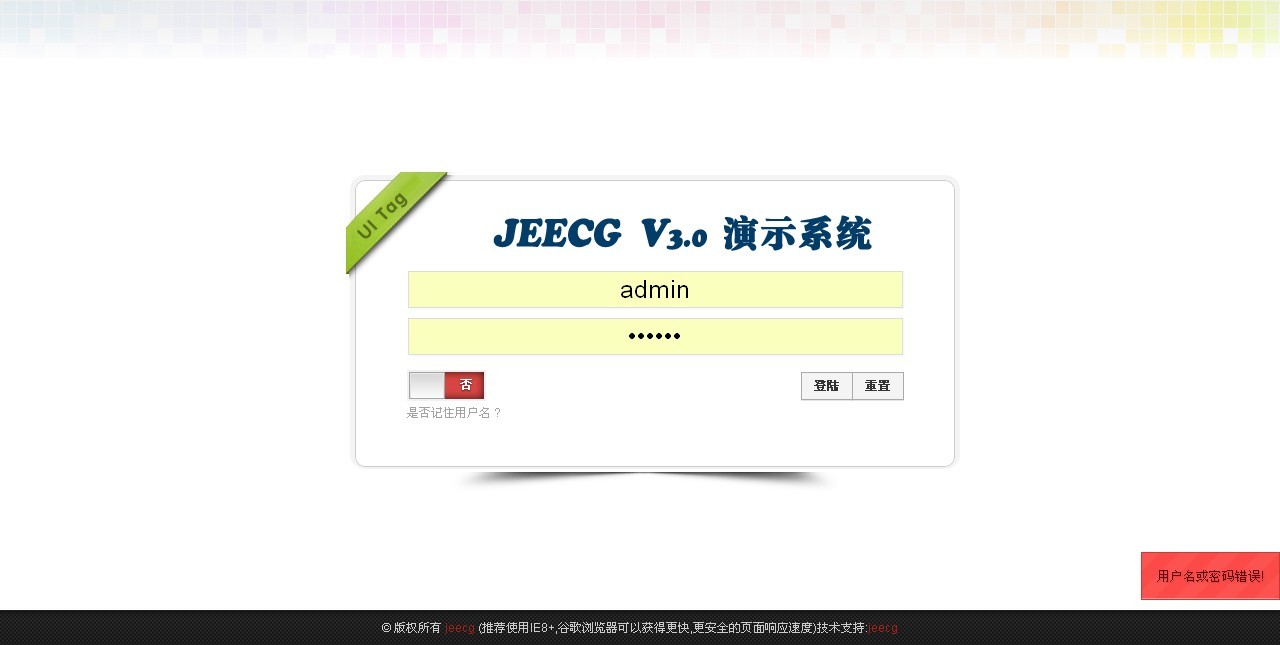 UI Tag
JEECG V3.0 演示系统
admin
••••••
否
登陆 重置
是否记住用户名 ?
用户名或密码错误!
© 版权所有 jeecg (推荐使用IE8+,谷歌浏览器可以获得更快,更安全的页面响应速度)技术支持:jeecg